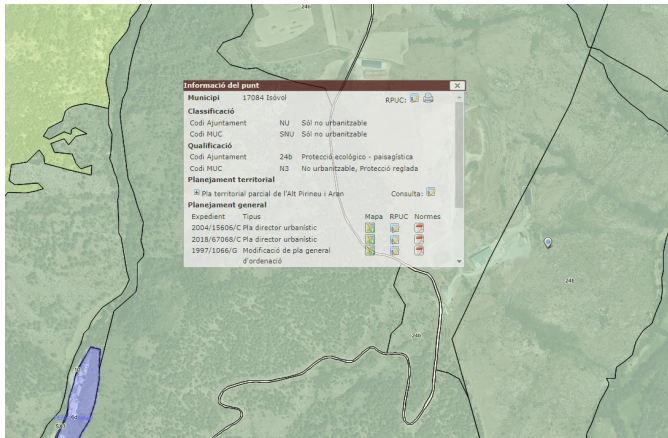 24b
Informació del punt
Municipi 17084 Isòvol RPUC:
Classificació
Codi Ajuntament NU Sòl no urbanitzable
Codi MUC SNU Sòl no urbanitzable
Qualificació
Codi Ajuntament 24b Protecció ecológico - paisagística
Codi MUC N3 No urbanitzable, Protecció reglada
Planejament territorial
Pla territorial parcial de l'Alt Pirineu i Aran Consulta:
Planejament general
Expedient Tipus Mapa RPUC Normes
2004/15606/C Pla director urbanístic
2018/67068/C Pla director urbanístic
1997/1066/G Modificació de pla general
d'ordenació
24b
24b